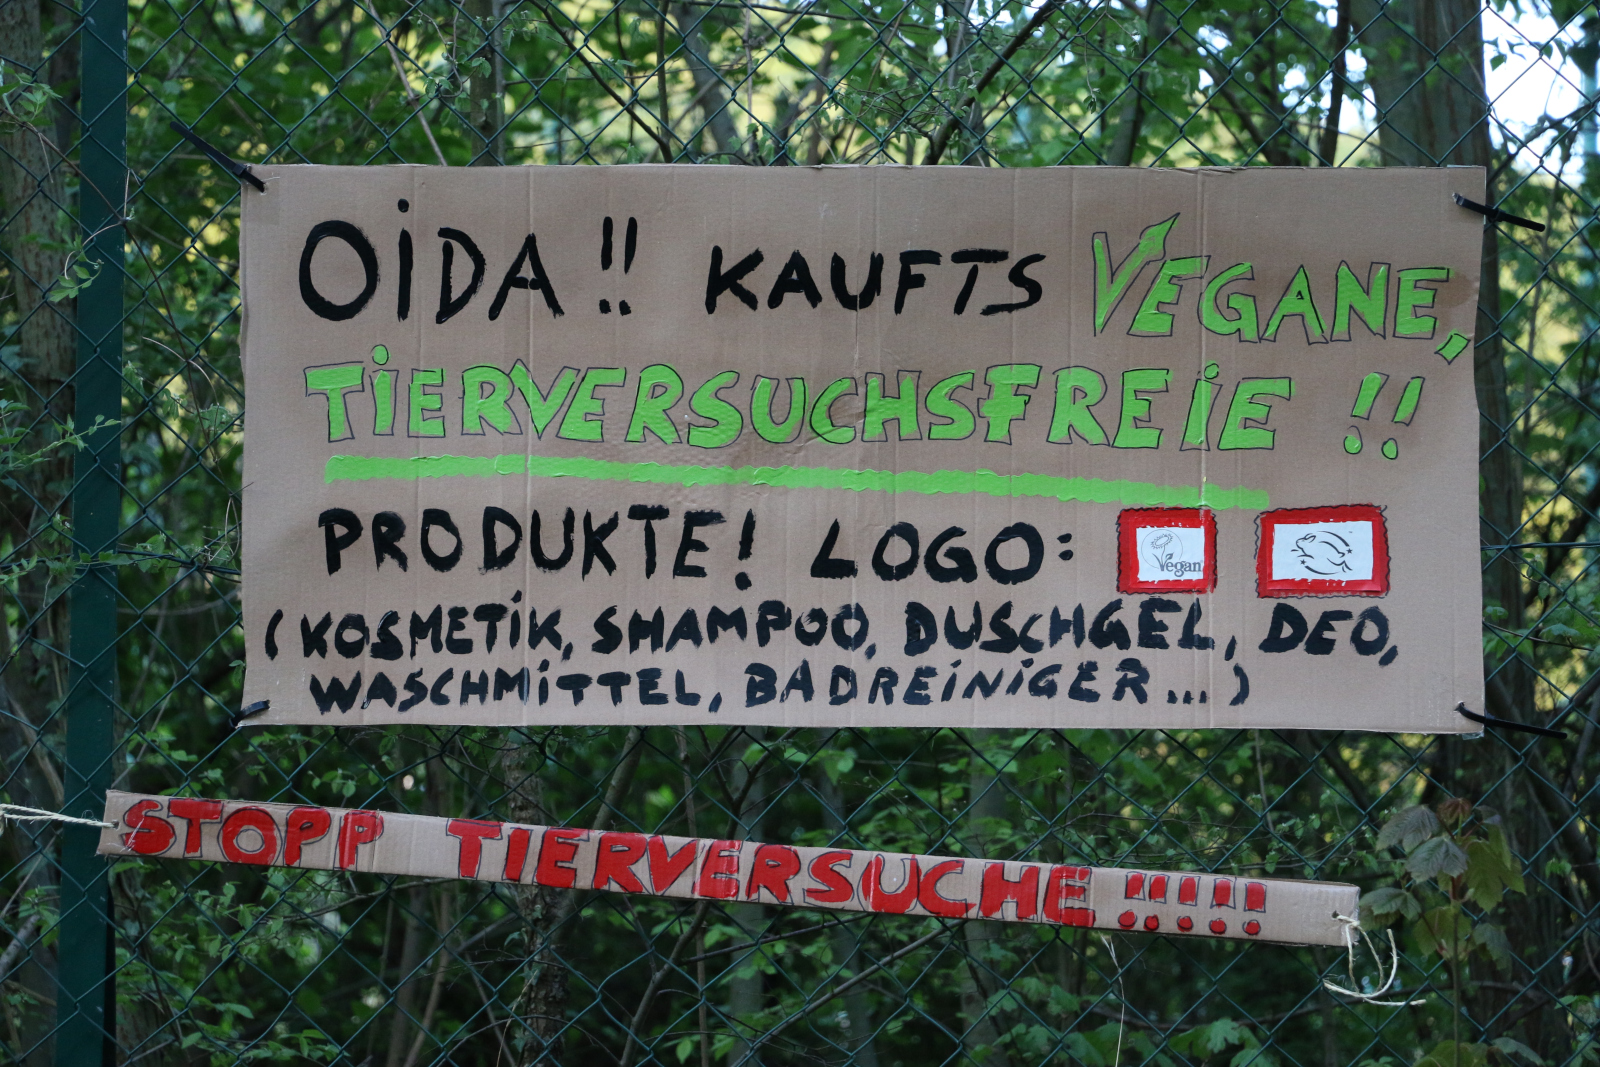 OiDA!! KAUFTS VEGANE,
TiERVERSUCHSFREiE!!
PRODUKTE! LOGO: Vegan
(KOSMETiK, SHAMPOO, DUSCHGEL, DEO,
WASCHMiTTEL, BADREiNiGER...)
STOPP TIERVERSUCHE!!!!!